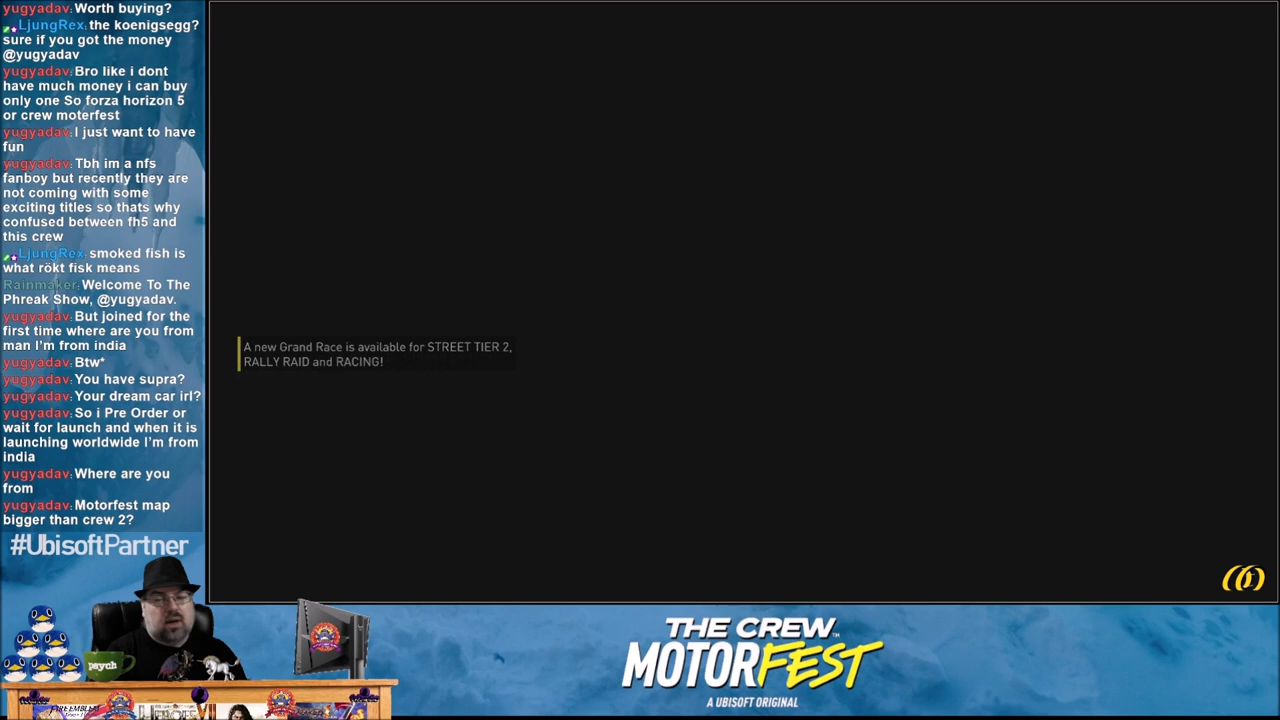 yugyadav: Worth buying?
LjungRex: the koenigsegg?
sure if you got the money
@yugyadav
yugyadav: Bro like i dont
have much money i can buy
only one So forza horizon 5
or crew moterfest
yugyadav: I just want to have
fun
yugyadav: Tbh im a nfs
fanboy but recently they are
not coming with some
exciting titles so thats why
confused between fh5 and
this crew
LjungRex: smoked fish is
what rökt fisk means
Rainmaker: Welcome To The
Phreak Show, @yugyadav.
yugyadav: But joined for the
first time where are you from
man I'm from india
yugyadav: Btw*
yugyadav: You have supra?
yugyadav: Your dream car irl?
yugyadav: So i Pre Order or
wait for launch and when it is
launching worldwide I'm from
india
yugyadav: Where are you
from
yugyadav: Motorfest map
bigger than crew 2?
#UbisoftPartner
A new Grand Race is available for STREET TIER 2,
RALLY RAID and RACING!
psych
THE CREW™
MOTORFEST
A UBISOFT ORIGINAL